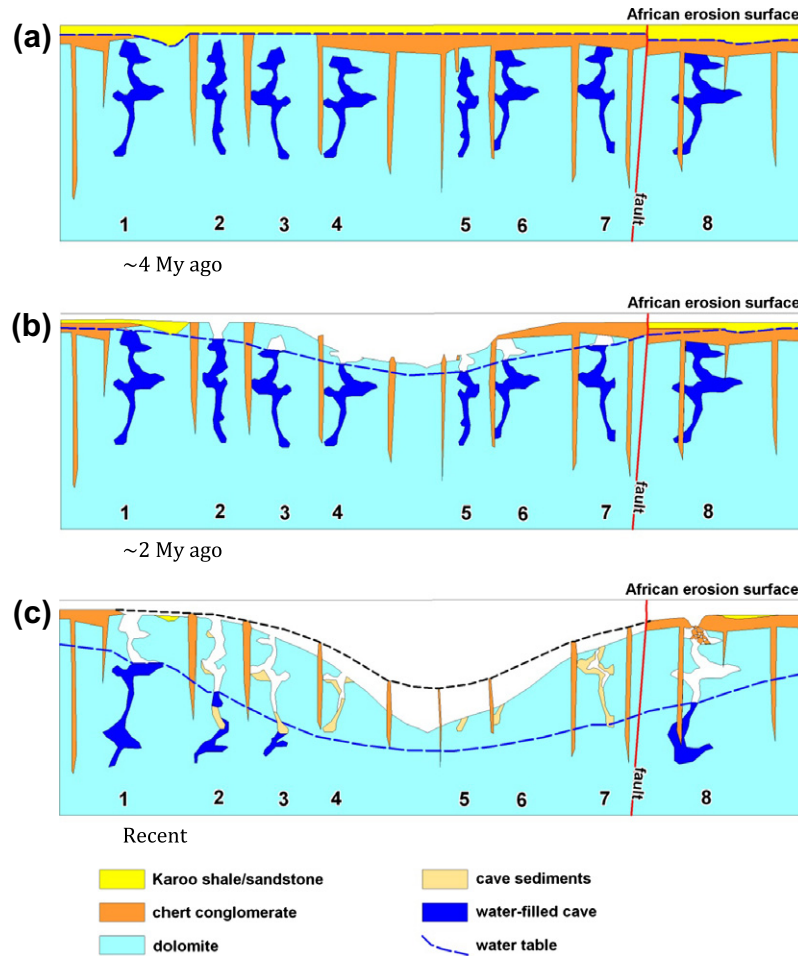 African erosion surface
(a)
1 2 3 4 5 6 7 8
fault
~4 My ago
African erosion surface
(b)
1 2 3 4 5 6 7 8
fault
~2 My ago
African erosion surface
(c)
1 2 3 4 5 6 7 8
fault
Recent
Karoo shale/sandstone
cave sediments
chert conglomerate
water-filled cave
dolomite
water table